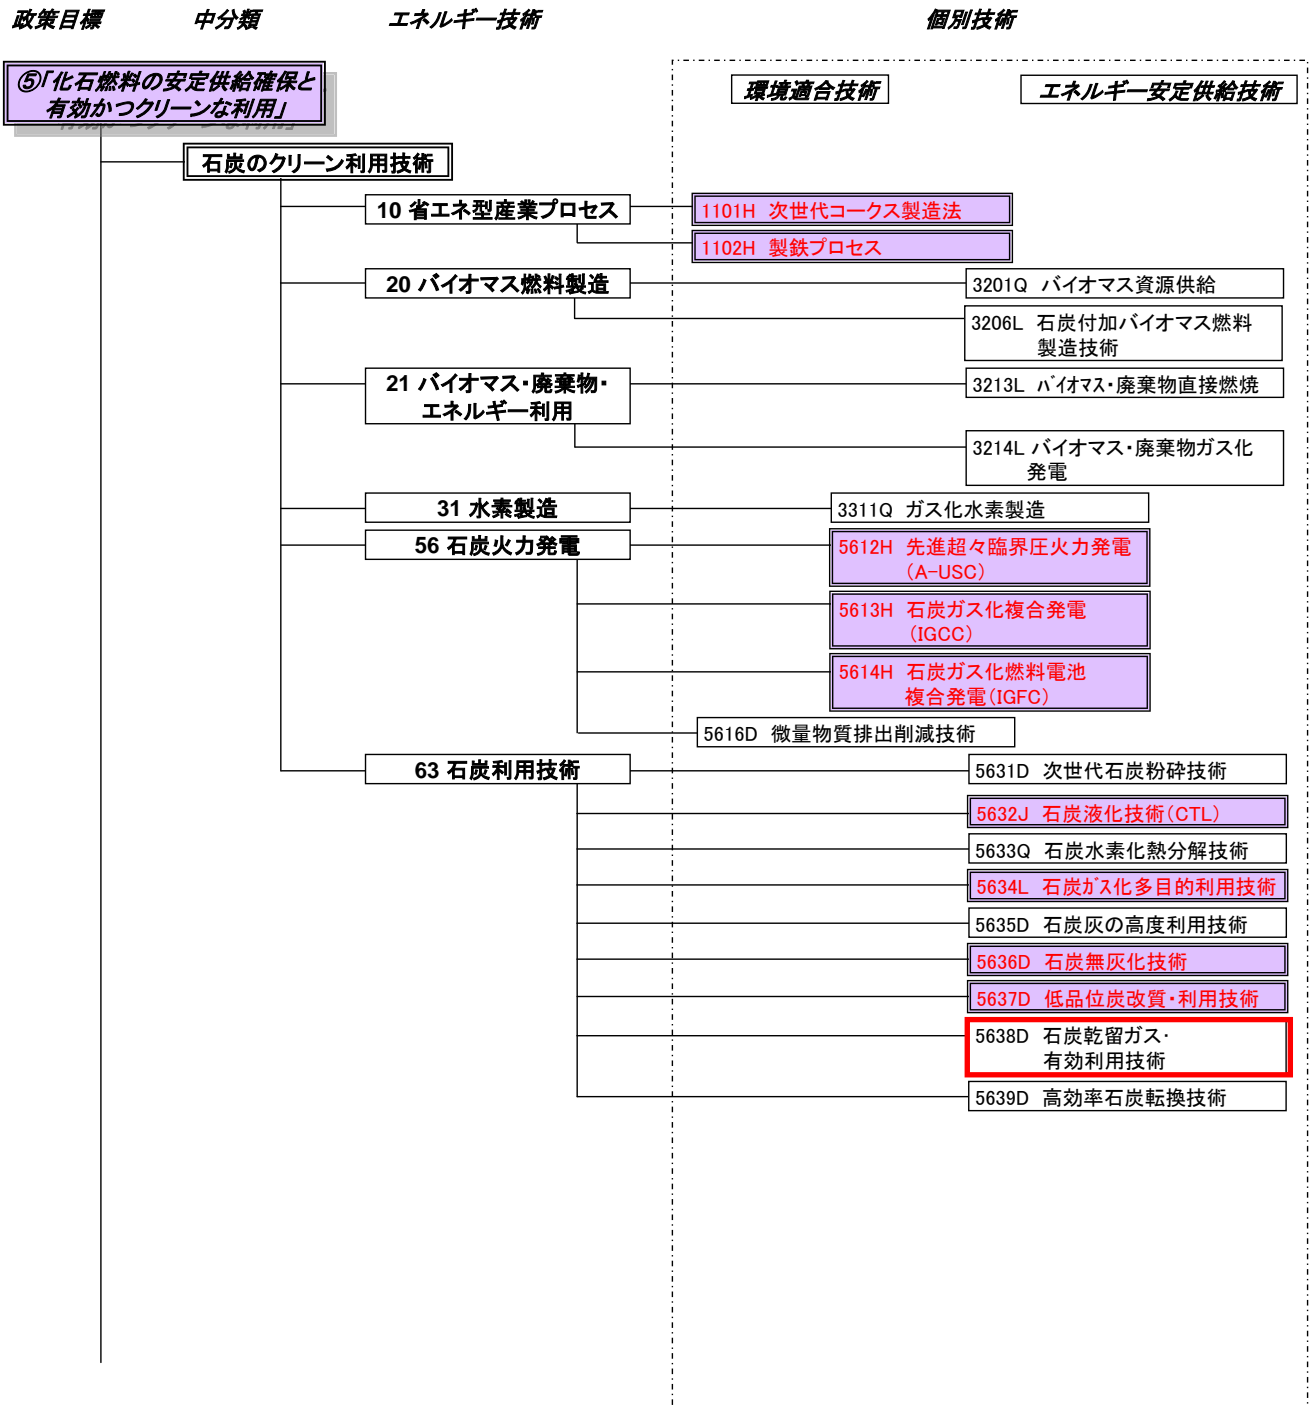 政策目標 中分類 エネルギー技術 個別技術
⑤「化石燃料の安定供給確保と
有効かつクリーンな利用」
環境適合技術 エネルギー安定供給技術
石炭のクリーン利用技術
10 省エネ型産業プロセス
1101H 次世代コークス製造法
1102H 製鉄プロセス
20 バイオマス燃料製造
3201Q バイオマス資源供給
3206L 石炭付加バイオマス燃料
製造技術
21 バイオマス・廃棄物・
エネルギー利用
3213L バイオマス・廃棄物直接燃焼
3214L バイオマス・廃棄物ガス化
発電
31 水素製造
3311Q ガス化水素製造
56 石炭火力発電
5612H 先進超々臨界圧火力発電
（A-USC）
5613H 石炭ガス化複合発電
（IGCC）
5614H 石炭ガス化燃料電池
複合発電（IGFC）
5616D 微量物質排出削減技術
63 石炭利用技術
5631D 次世代石炭粉砕技術
5632J 石炭液化技術（CTL）
5633Q 石炭水素化熱分解技術
5634L 石炭ガス化多目的利用技術
5635D 石炭灰の高度利用技術
5636D 石炭無灰化技術
5637D 低品位炭改質・利用技術
5638D 石炭乾留ガス・
有効利用技術
5639D 高効率石炭転換技術